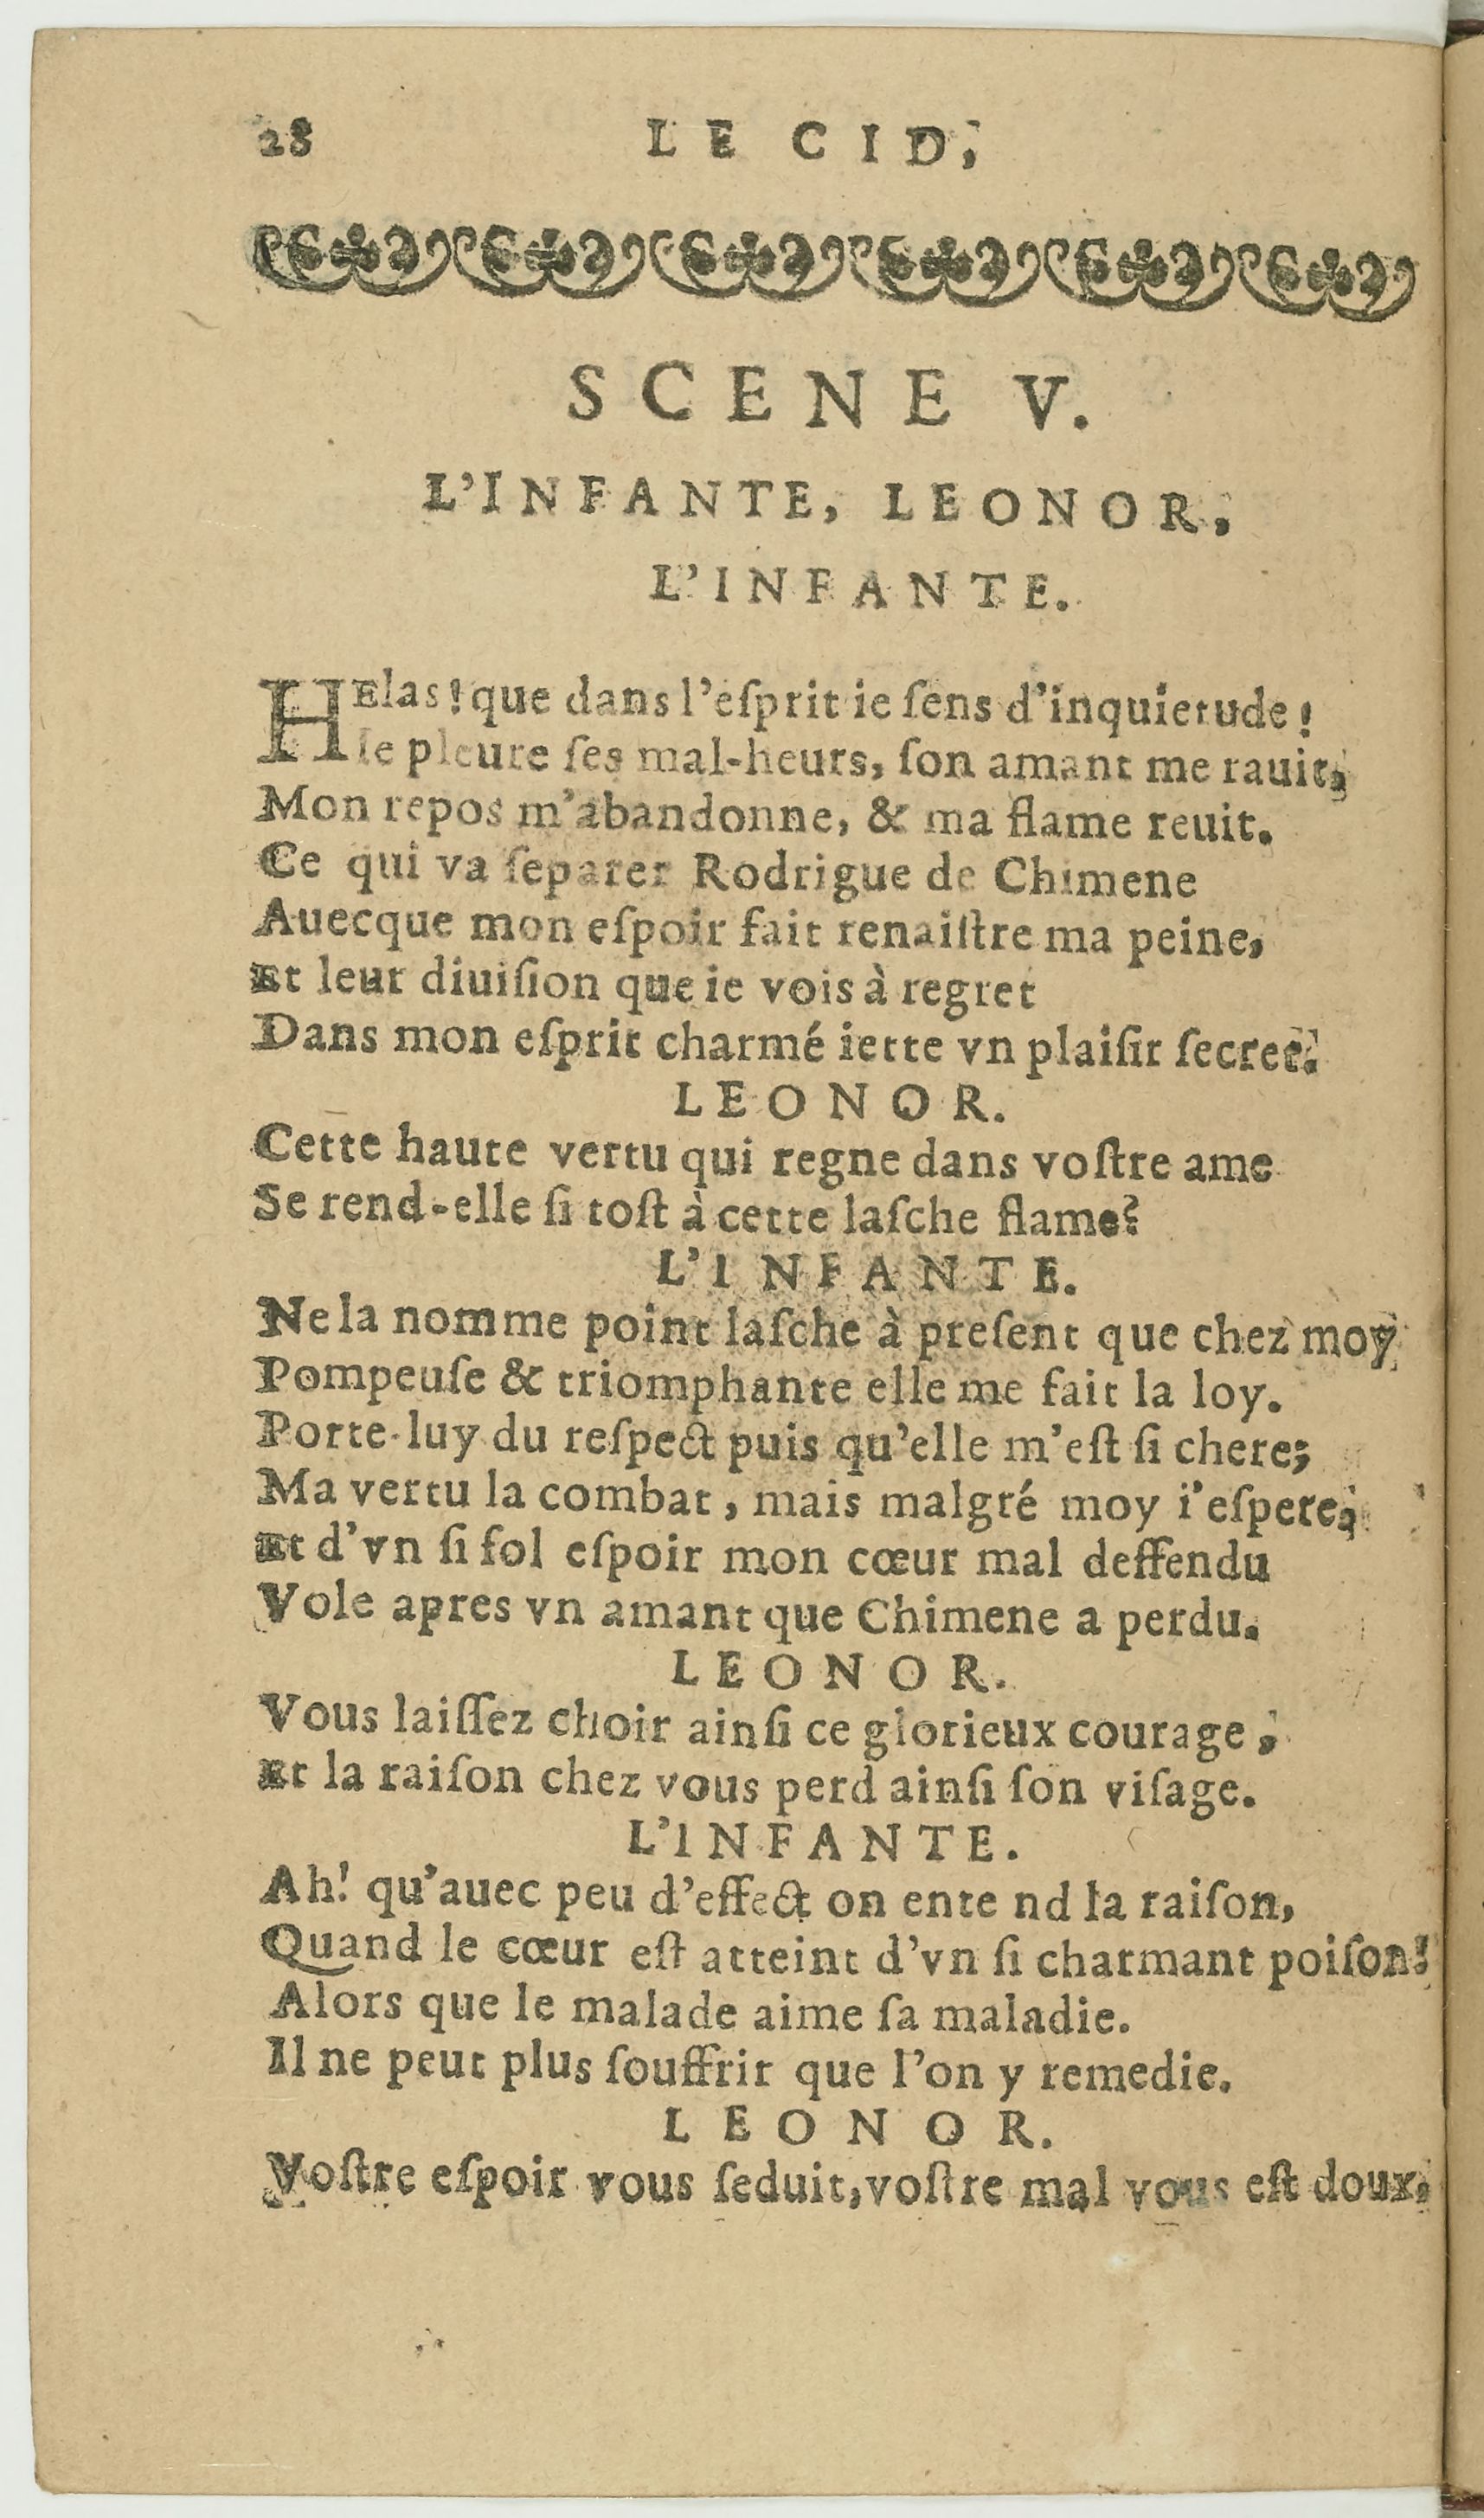 28 LE CID,
SCENE V.
L'INFANTE, LEONOR,
L'INFANTE.
HElas! que dans l'eſprit ie ſens d'inquietude!
Ie pleure ſes mal-heurs, ſon amant me rauit,
Mon repos m'abandonne, & ma flame reuit.
Ce qui va ſeparer Rodrigue de Chimene
Auecque mon eſpoir fait renaiſtre ma peine,
Et leur diuiſion que ie vois à regret
Dans mon eſprit charmé iette vn plaiſir ſecret.
LEONOR.
Cette haute vertu qui regne dans voſtre ame
Se rend-elle ſi toſt à cette laſche flame?
L'INFANTE.
Ne la nomme point laſche à preſent que chez moy
Pompeuſe & triomphante elle me fait la loy.
Porte-luy du reſpect puis qu'elle m'eſt ſi chere;
Ma vertu la combat, mais malgré moy i'eſpere,
Et d'vn ſi fol eſpoir mon cœur mal deffendu
Vole apres vn amant que Chimene a perdu.
LEONOR.
Vous laiſſez choir ainſi ce glorieux courage,
Et la raiſon chez vous perd ainſi ſon viſage.
L'INFANTE.
Ah! qu'auec peu d'effect on ente nd la raiſon,
Quand le cœur eſt atteint d'vn ſi charmant poiſon!
Alors que le malade aime ſa maladie.
Il ne peut plus ſouffrir que l'on y remedie.
LEONOR.
Voſtre eſpoir vous ſeduit, voſtre mal vous eſt doux,